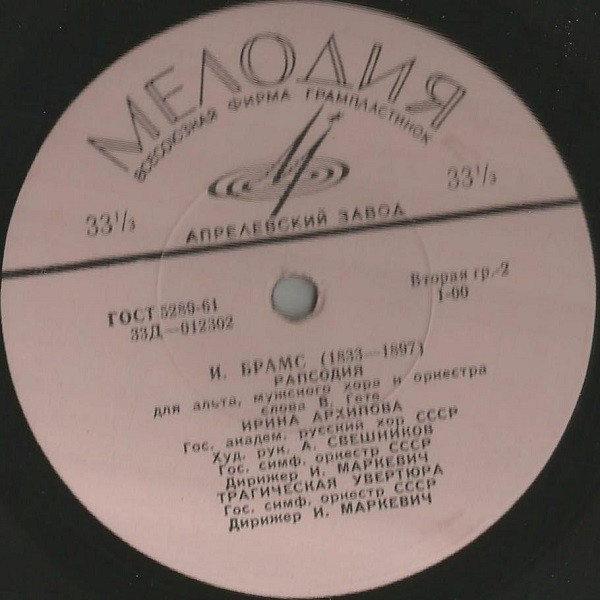 МЕЛОДИЯ
ВСЕСОЮЗНАЯ ФИРМА ГРАМПЛАСТИНОК
33⅓
33⅓
АПРЕЛЕВСКИЙ ЗАВОД
ГОСТ 5289-61
33Д—012302
Вторая гр.-2
1-00
И. БРАМС (1833—1897)
РАПСОДИЯ
для альта, мужского хора и оркестра
слова В. Гете
ИРИНА АРХИПОВА
Гос. академ. русский хор СССР
Худ. рук. А. СВЕШНИКОВ
Гос. симф. оркестр СССР
Дирижер И. МАРКЕВИЧ
ТРАГИЧЕСКАЯ УВЕРТЮРА
Гос. симф. оркестр СССР
Дирижер И. МАРКЕВИЧ